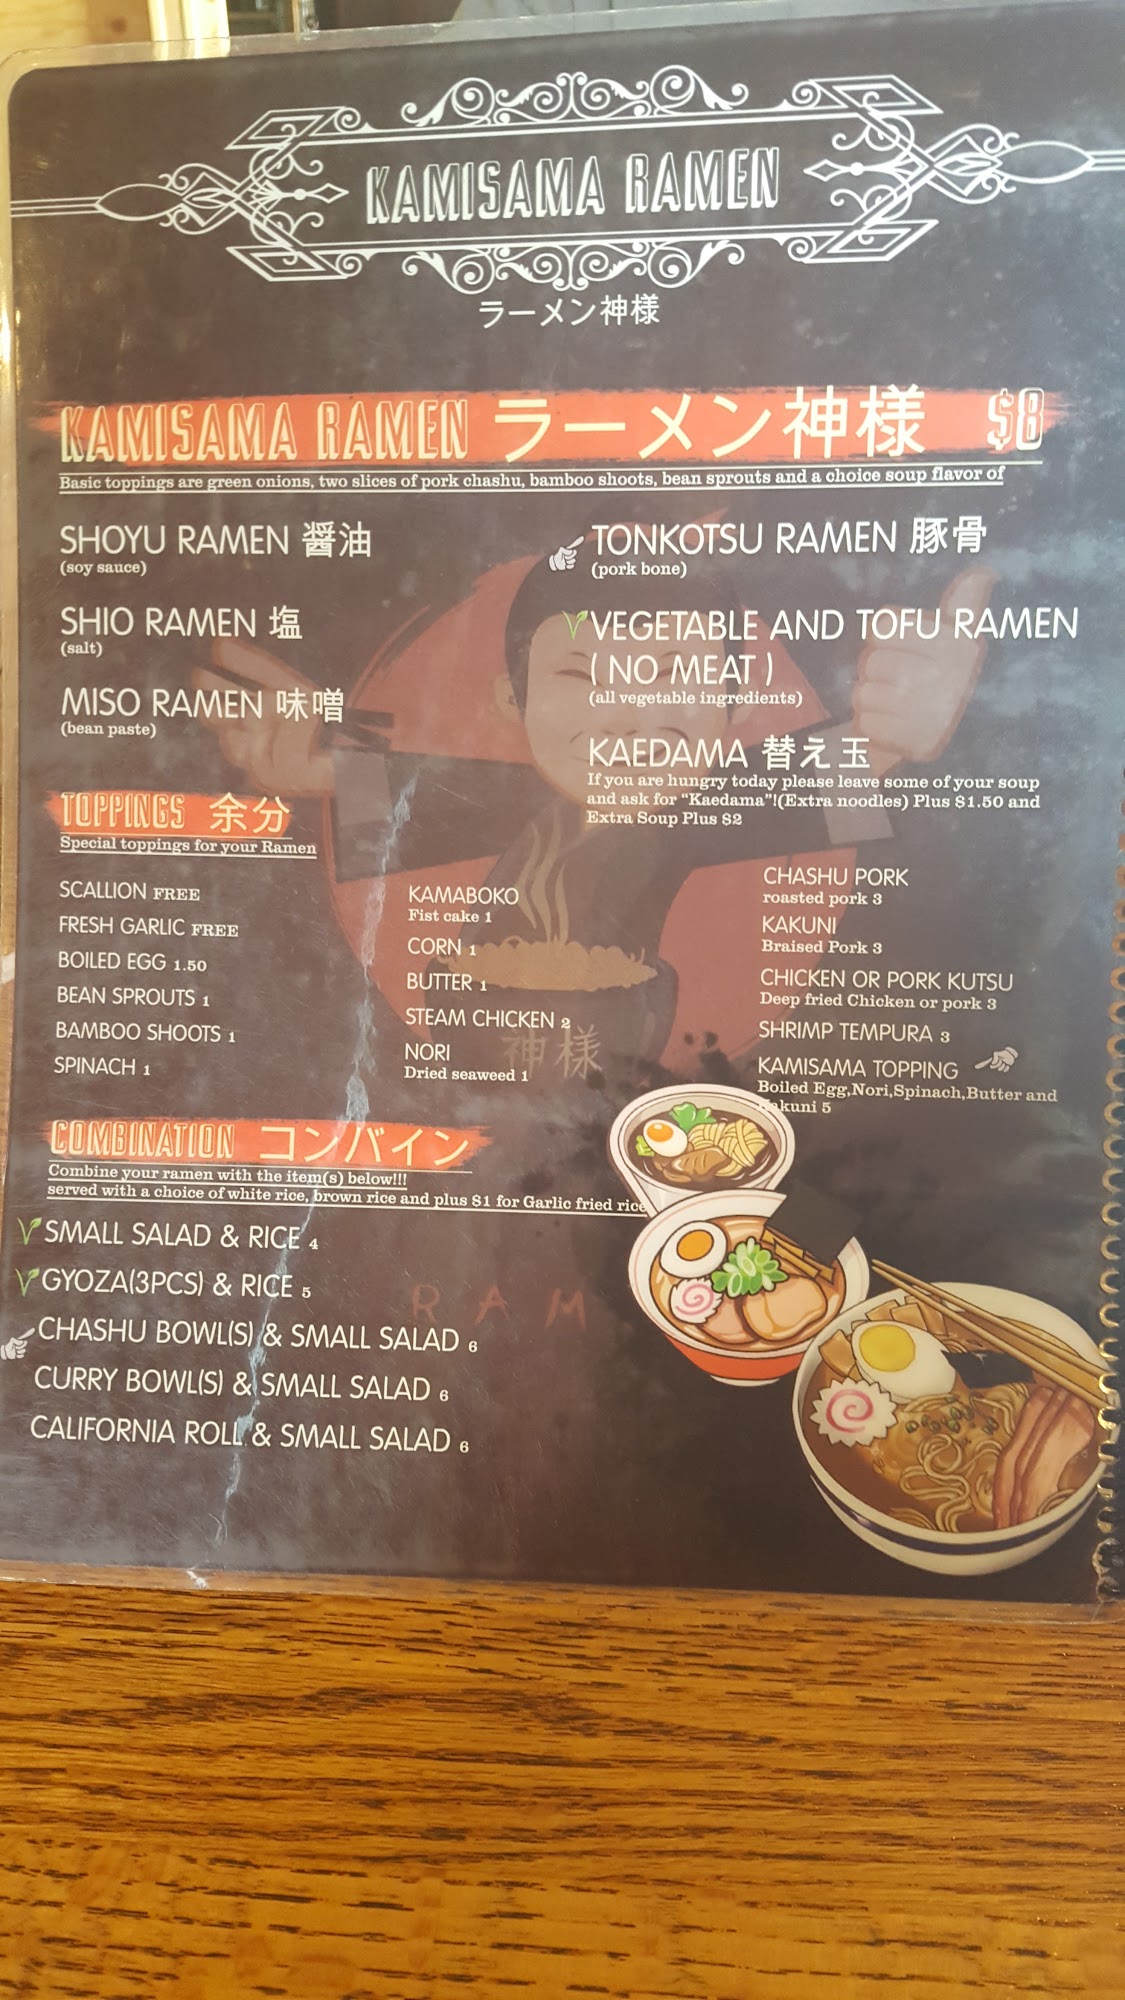 KAMISAMA RAMEN
ラーメン神様
KAMISAMA RAMEN ラーメン神様 $8
Basic toppings are green onions, two slices of pork chashu, bamboo shoots, bean sprouts and a choice soup flavor of
SHOYU RAMEN 醤油
(soy sauce)
SHIO RAMEN 塩
(salt)
MISO RAMEN 味噌
(bean paste)
TONKOTSU RAMEN 豚骨
(pork bone)
VEGETABLE AND TOFU RAMEN
( NO MEAT )
(all vegetable ingredients)
KAEDAMA 替え玉
If you are hungry today please leave some of your soup
and ask for "Kaedama"!(Extra noodles) Plus $1.50 and
Extra Soup Plus $2
TOPPINGS 余分
Special toppings for your Ramen
SCALLION FREE
FRESH GARLIC FREE
BOILED EGG 1.50
BEAN SPROUTS 1
BAMBOO SHOOTS 1
SPINACH 1
KAMABOKO
Fist cake 1
CORN 1
BUTTER 1
STEAM CHICKEN 2
NORI
Dried seaweed 1
CHASHU PORK
roasted pork 3
KAKUNI
Braised Pork 3
CHICKEN OR PORK KUTSU
Deep fried Chicken or pork 3
SHRIMP TEMPURA 3
KAMISAMA TOPPING
Boiled Egg,Nori,Spinach,Butter and
Kakuni 5
神様
COMBINATION コンバイン
Combine your ramen with the item(s) below!!!
served with a choice of white rice, brown rice and plus $1 for Garlic fried rice
SMALL SALAD & RICE 4
GYOZA(3PCS) & RICE 5
CHASHU BOWL(S) & SMALL SALAD 6
CURRY BOWL(S) & SMALL SALAD 6
CALIFORNIA ROLL & SMALL SALAD 6
RAM